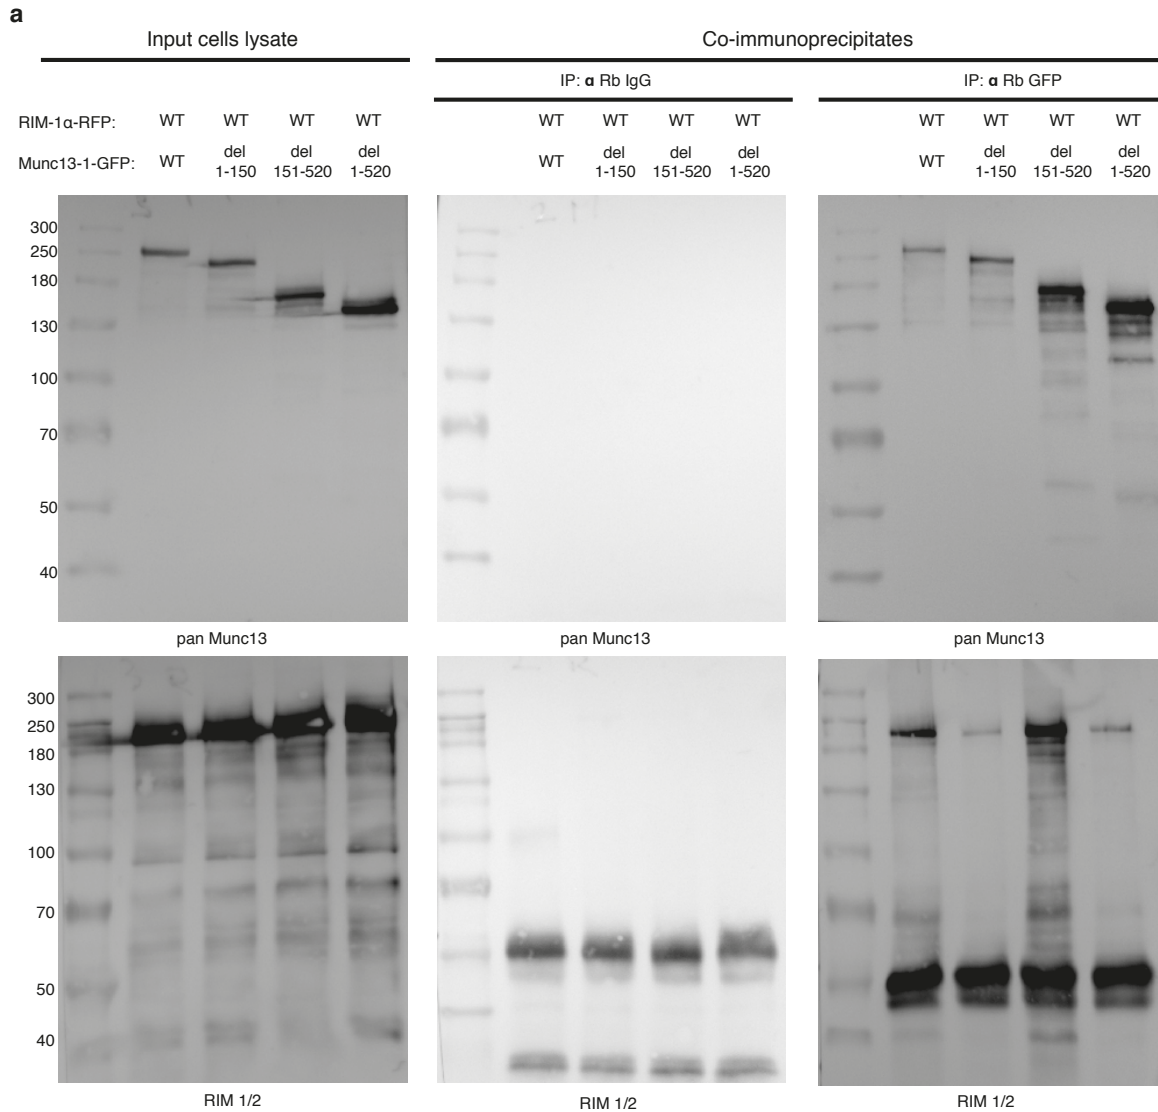 a
Input cells lysate
Co-immunoprecipitates
IP: α Rb IgG
IP: α Rb GFP
RIM-1α-RFP: WT WT WT WT WT WT WT WT WT WT WT WT
Munc13-1-GFP: WT del 1-150 del 151-520 del 1-520 WT del 1-150 del 151-520 del 1-520 WT del 1-150 del 151-520 del 1-520
300
250
180
130
100
70
50
40
pan Munc13 pan Munc13 pan Munc13
300
250
180
130
100
70
50
40
RIM 1/2 RIM 1/2 RIM 1/2